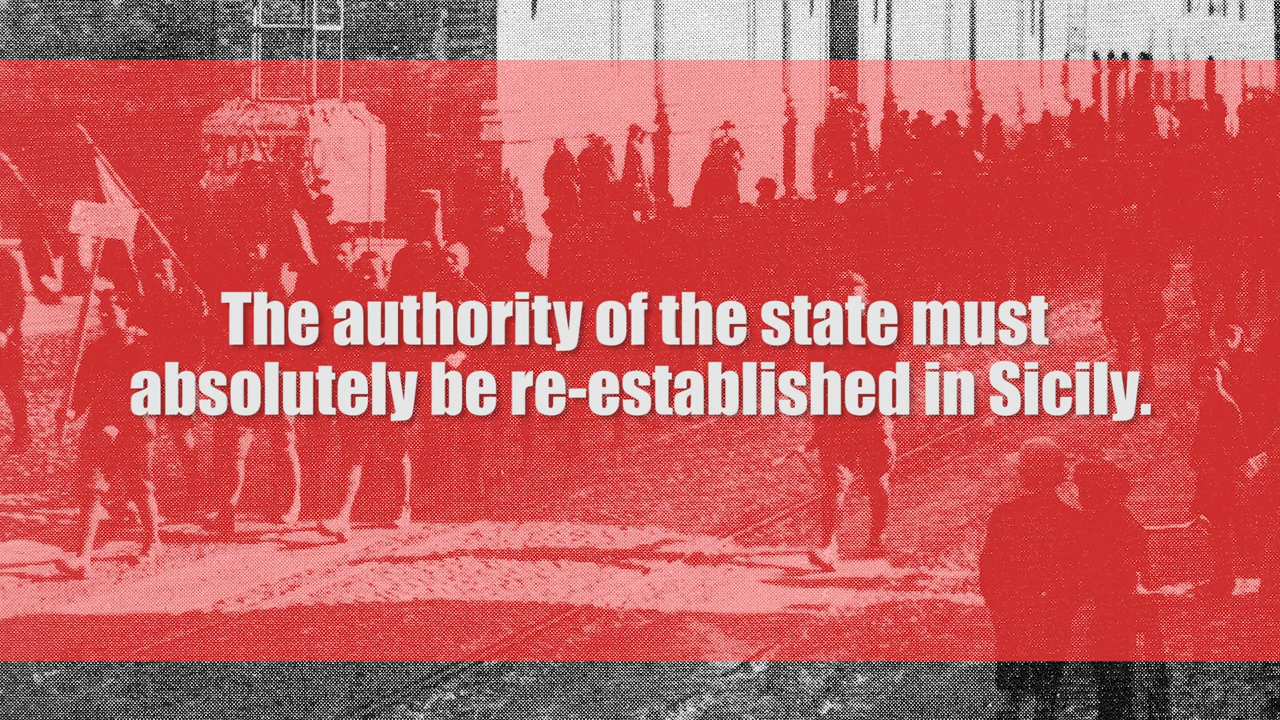 The authority of the state must
absolutely be re-established in Sicily.